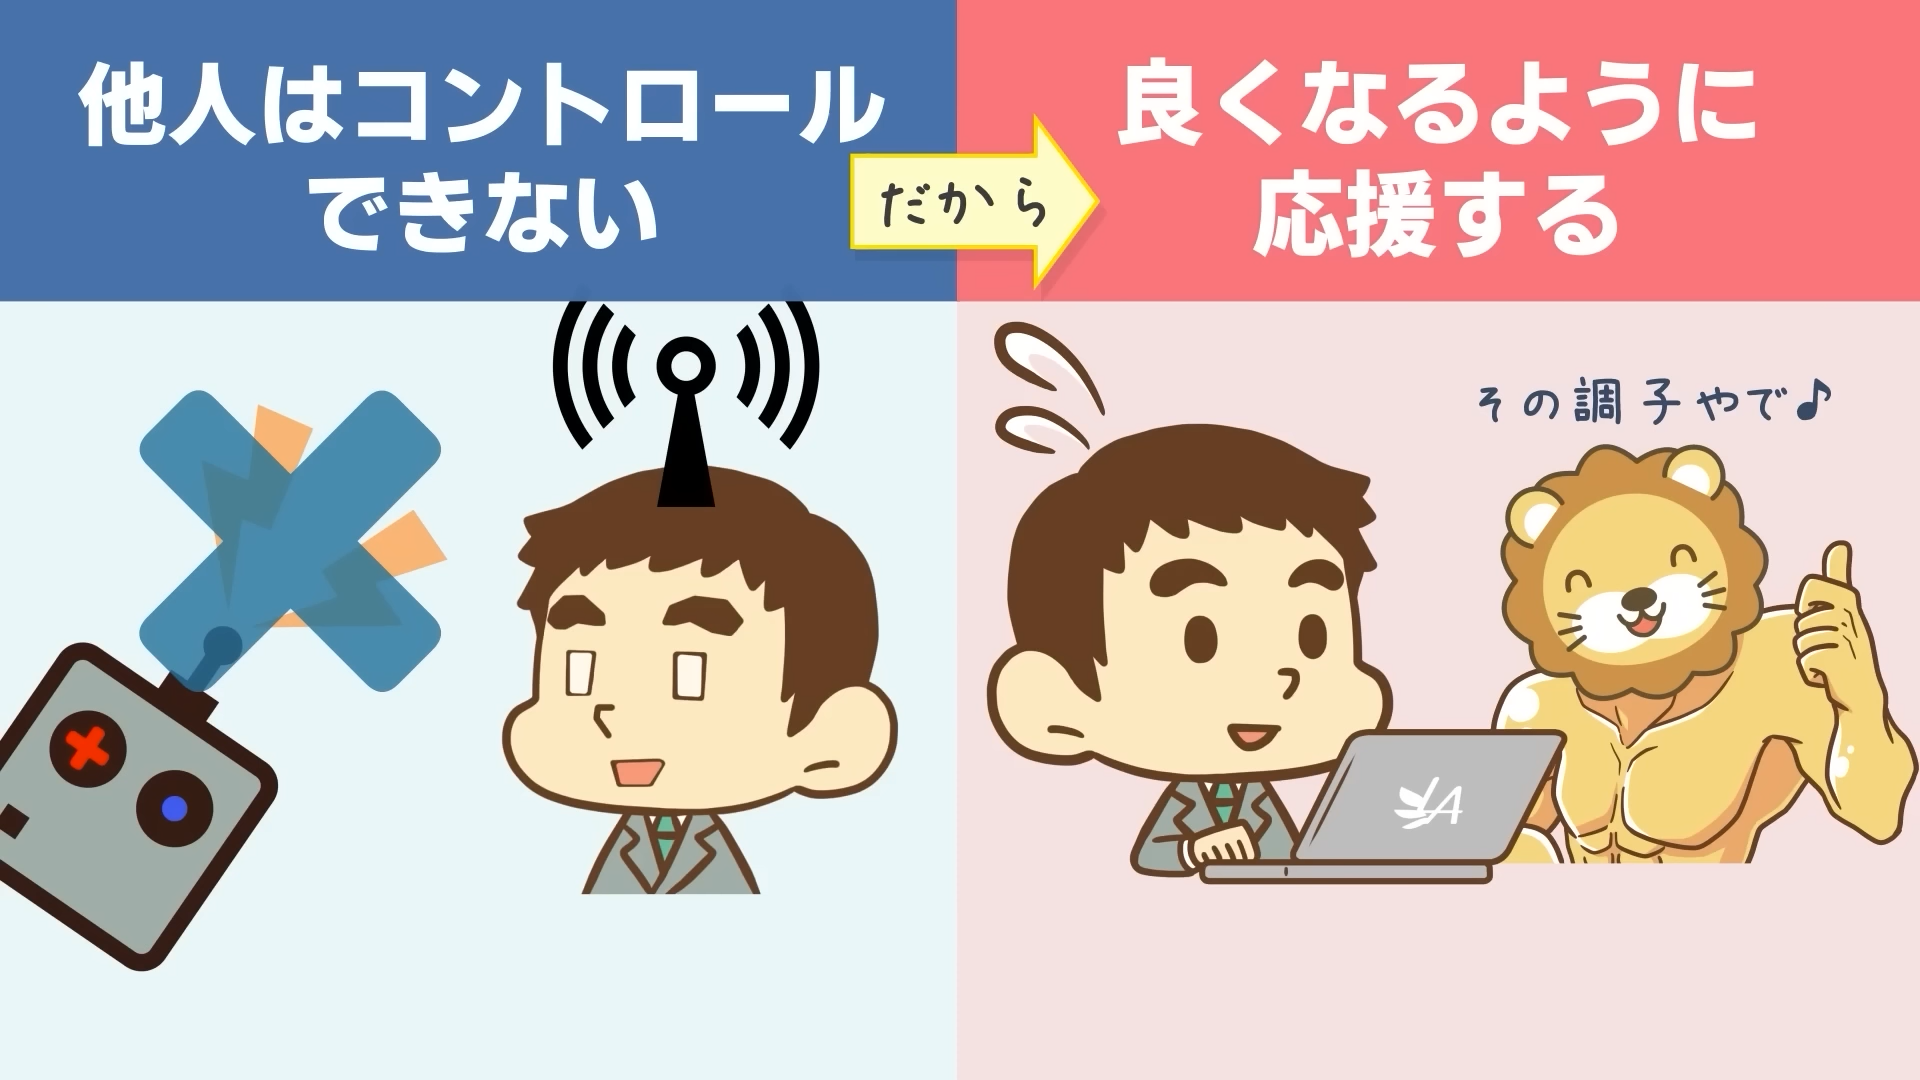 他人はコントロール
できない
だから
良くなるように
応援する
その調子やで♪